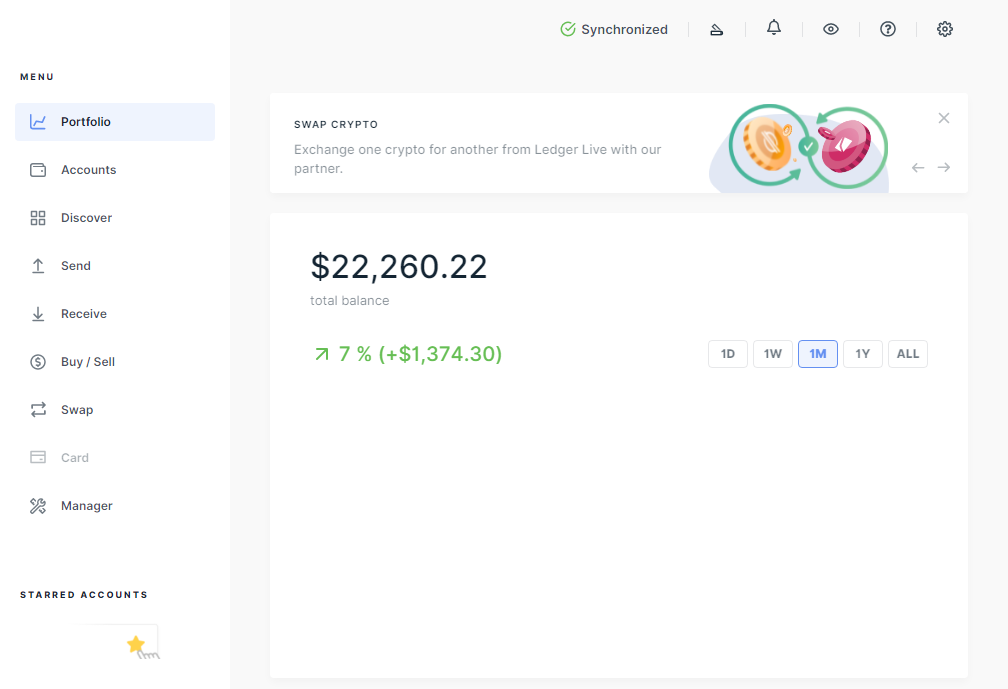 Synchronized
MENU
Portfolio
Accounts
Discover
Send
Receive
Buy / Sell
Swap
Card
Manager
STARRED ACCOUNTS
SWAP CRYPTO
Exchange one crypto for another from Ledger Live with our
partner.
$22,260.22
total balance
7 % (+$1,374.30)
1D 1W 1M 1Y ALL